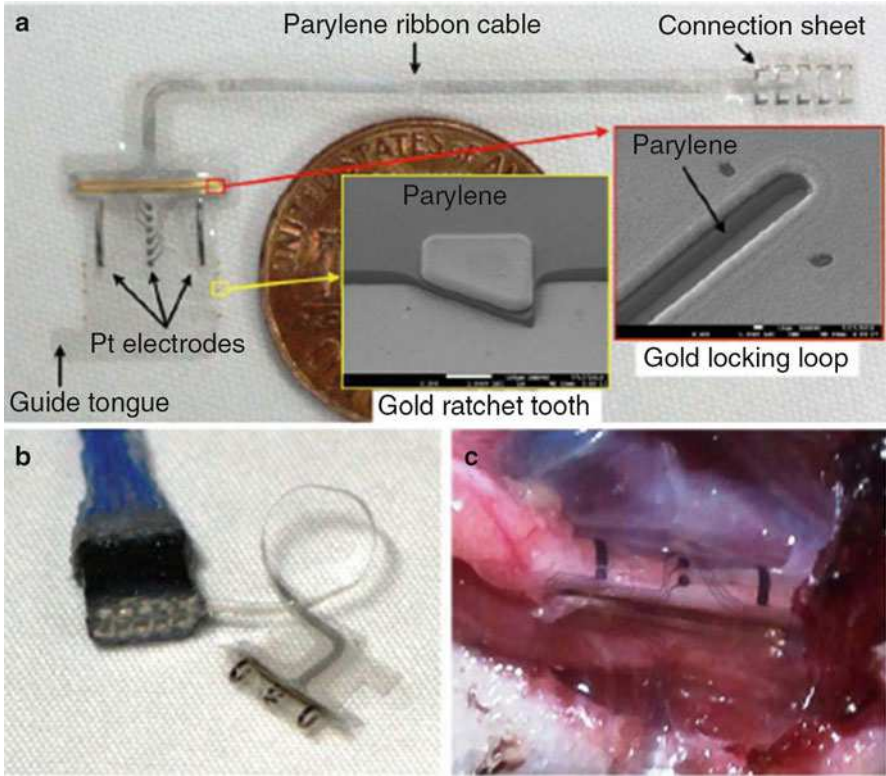 a
Parylene ribbon cable
Connection sheet
Parylene
Parylene
Pt electrodes
Guide tongue
Gold ratchet tooth
Gold locking loop
b
c